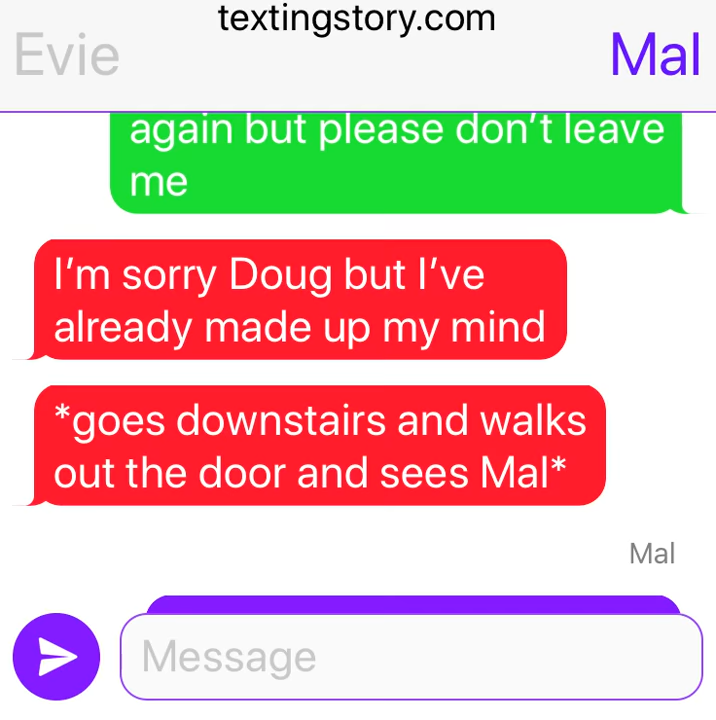 textingstory.com
Evie
Mal
again but please don't leave
me
I'm sorry Doug but I've
already made up my mind
*goes downstairs and walks
out the door and sees Mal*
Mal
Message